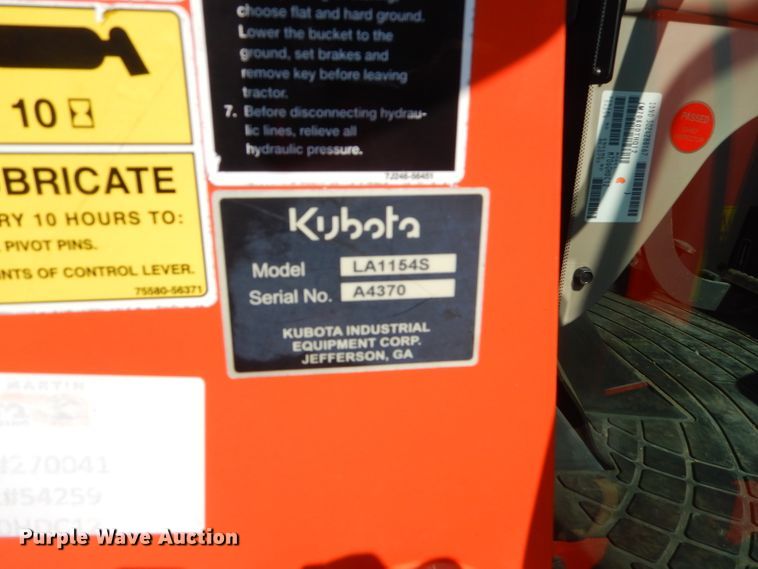 choose flat and hard ground.
Lower the bucket to the
ground, set brakes and
remove key before leaving
tractor.
7. Before disconnecting hydrau-
lic lines, relieve all
hydraulic pressure.
7J246-56451
10
UBRICATE
RY 10 HOURS TO:
PIVOT PINS.
NTS OF CONTROL LEVER.
75580-56371
Kubota
Model LA1154S
Serial No. A4370
KUBOTA INDUSTRIAL
EQUIPMENT CORP.
JEFFERSON, GA
PASSED
MARTIN
#270041
#54259
Purple Wave Auction